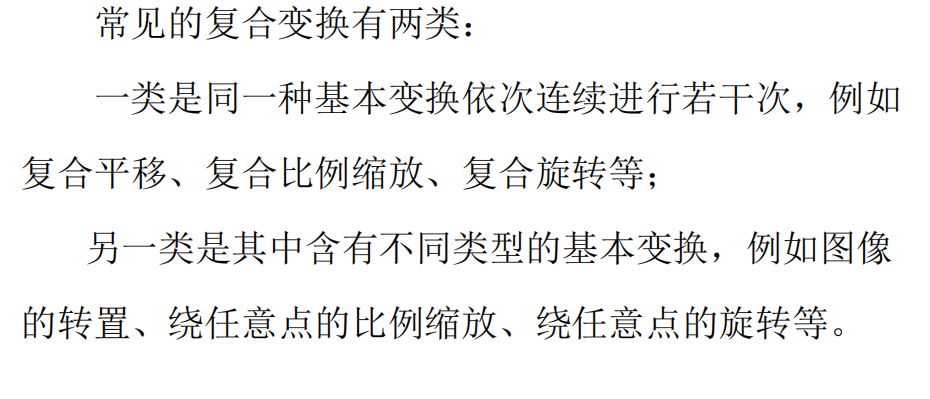 常见的复合变换有两类：
一类是同一种基本变换依次连续进行若干次，例如
复合平移、复合比例缩放、复合旋转等；
另一类是其中含有不同类型的基本变换，例如图像
的转置、绕任意点的比例缩放、绕任意点的旋转等。